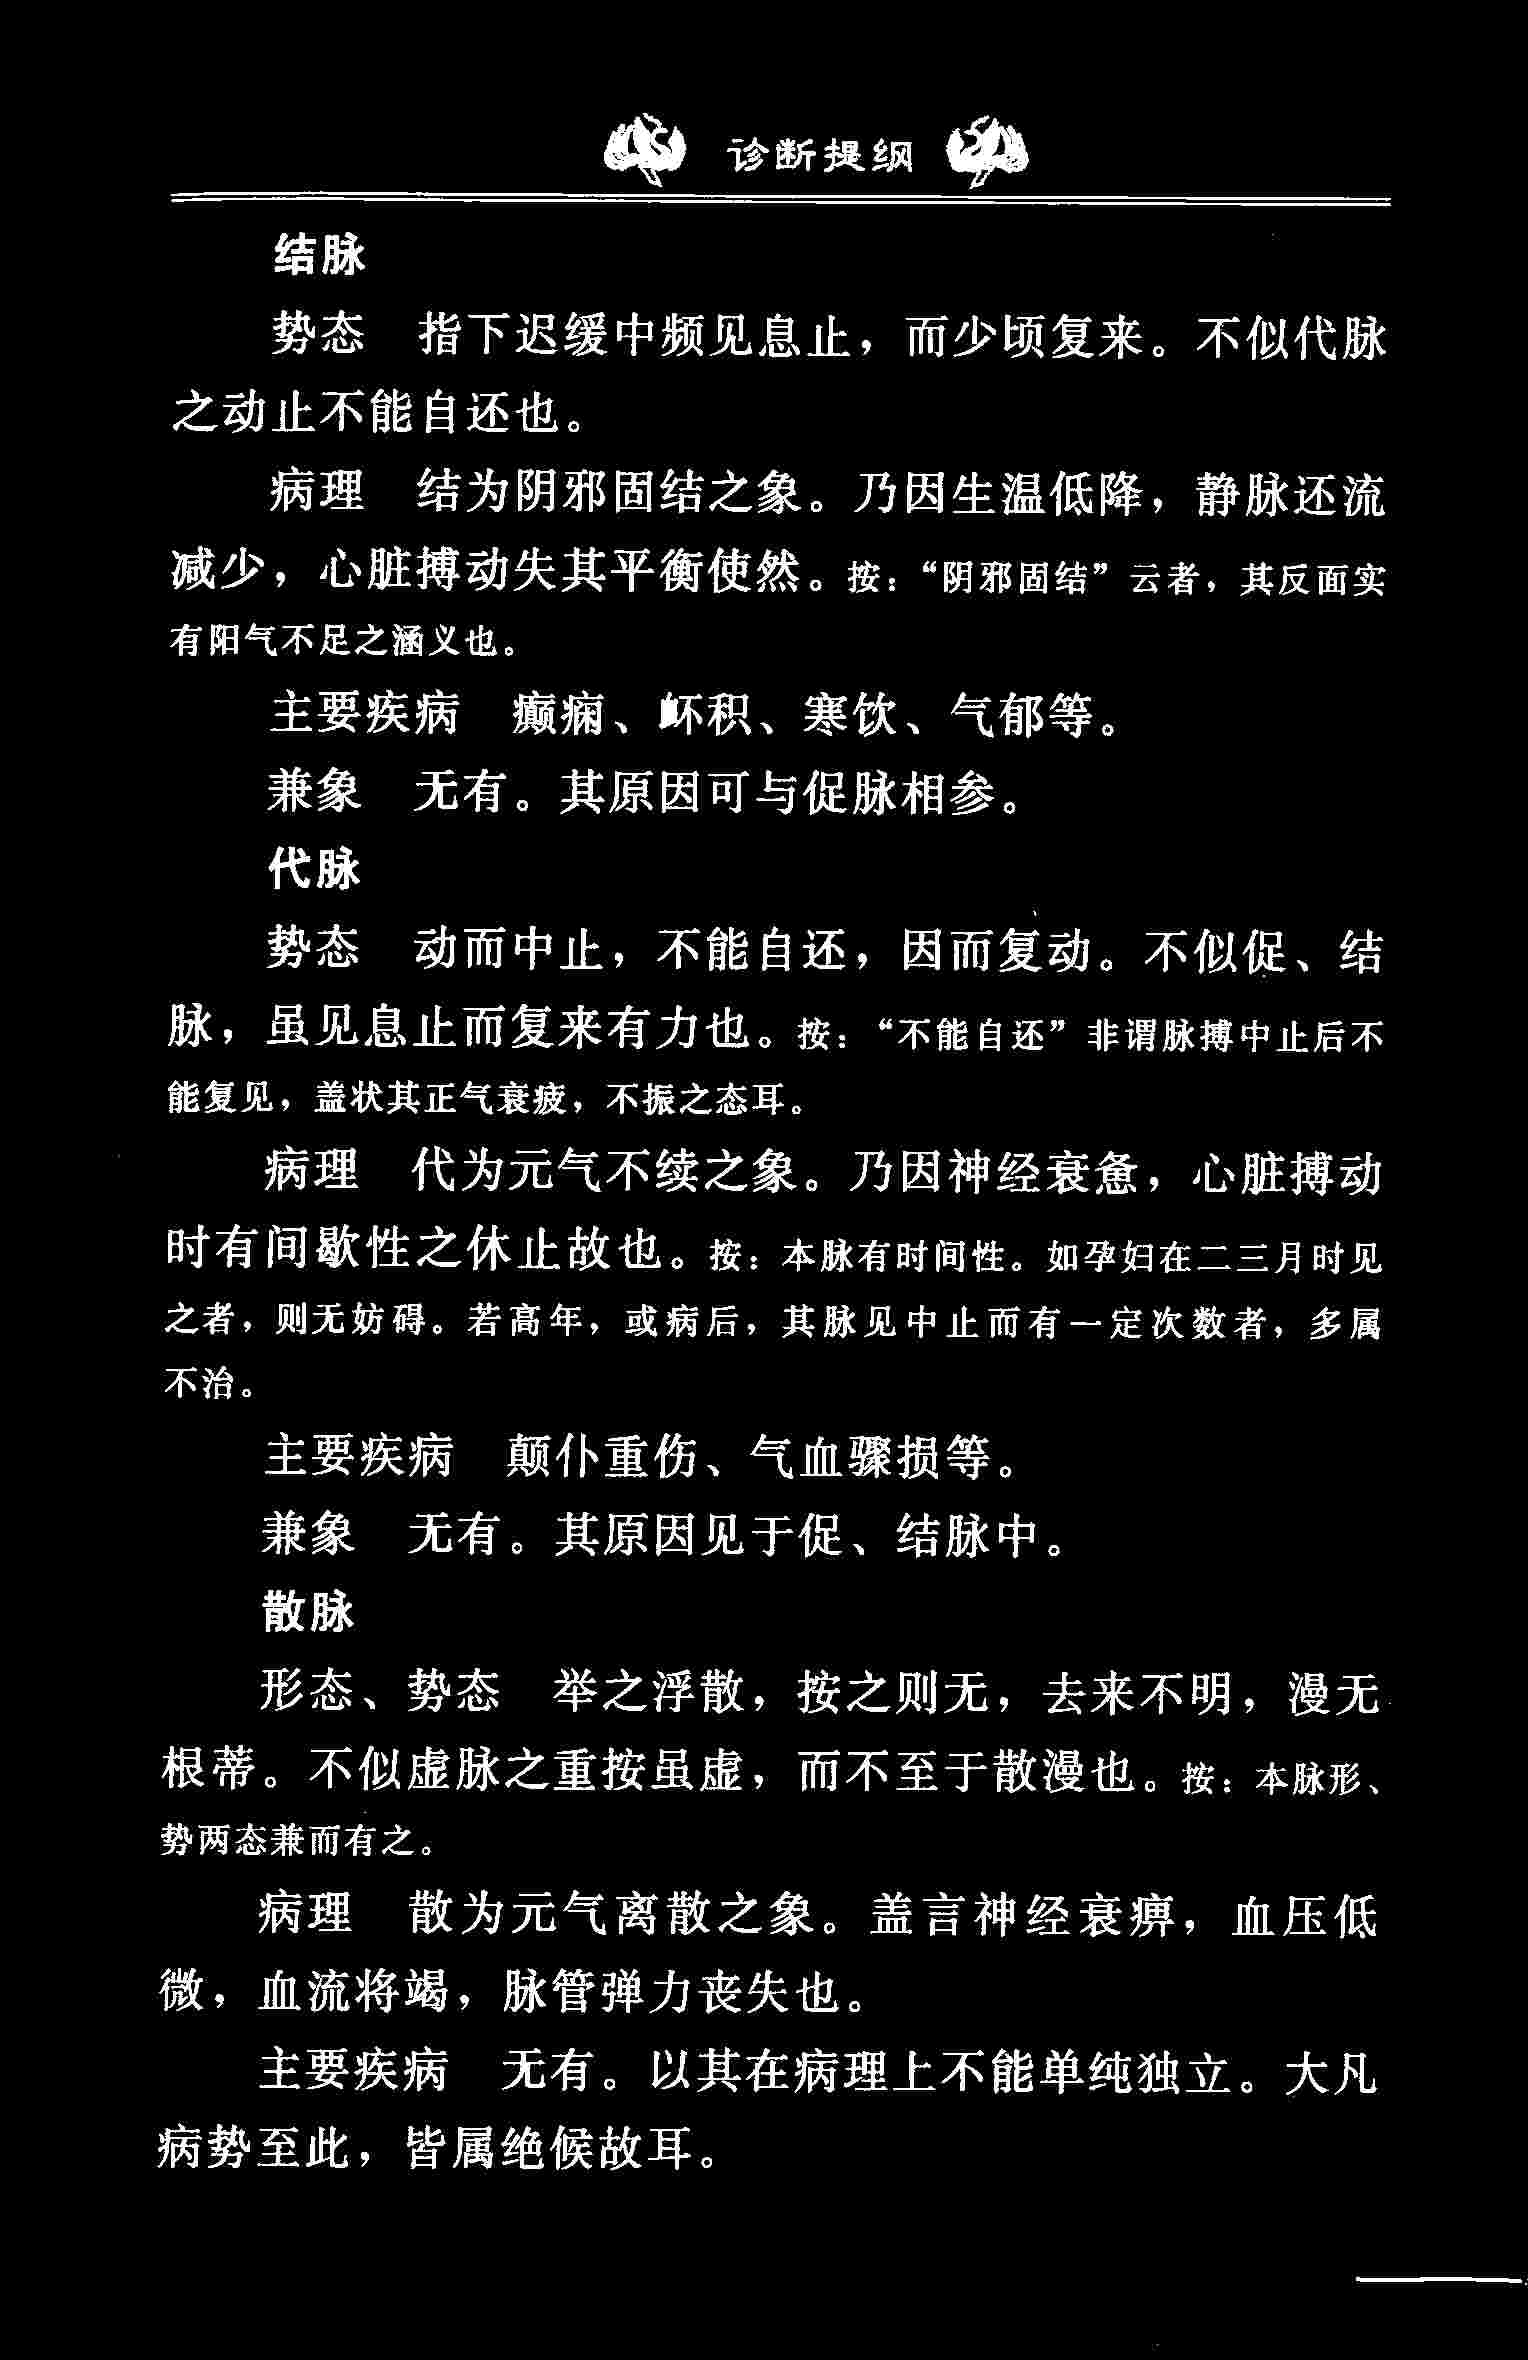 诊断提纲
结脉
势态　指下迟缓中频见息止，而少顷复来。不似代脉
之动止不能自还也。
病理　结为阴邪固结之象。乃因生温低降，静脉还流
减少，心脏搏动失其平衡使然。按：“阴邪固结”云者，其反面实
有阳气不足之涵义也。
主要疾病　癫痫、衃积、寒饮、气郁等。
兼象　无有。其原因可与促脉相参。
代脉
势态　动而中止，不能自还，因而复动。不似促、结
脉，虽见息止而复来有力也。按：“不能自还”非谓脉搏中止后不
能复见，盖状其正气衰疲，不振之态耳。
病理　代为元气不续之象。乃因神经衰惫，心脏搏动
时有间歇性之休止故也。按：本脉有时间性。如孕妇在二三月时见
之者，则无妨碍。若高年，或病后，其脉见中止而有一定次数者，多属
不治。
主要疾病　颠仆重伤、气血骤损等。
兼象　无有。其原因见于促、结脉中。
散脉
形态、势态　举之浮散，按之则无，去来不明，漫无
根蒂。不似虚脉之重按虽虚，而不至于散漫也。按：本脉形、
势两态兼而有之。
病理　散为元气离散之象。盖言神经衰痹，血压低
微，血流将竭，脉管弹力丧失也。
主要疾病　无有。以其在病理上不能单纯独立。大凡
病势至此，皆属绝候故耳。